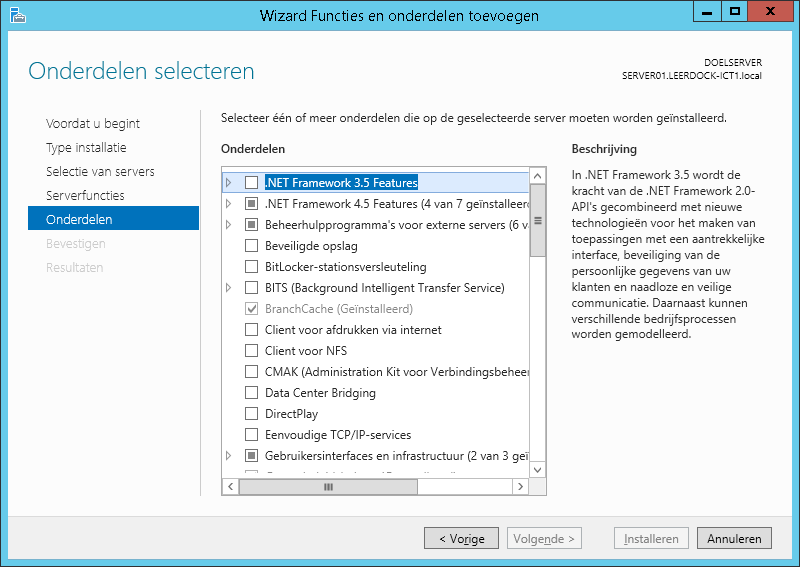 Wizard Functies en onderdelen toevoegen
Onderdelen selecteren
DOELSERVER
SERVER01.LEERDOCK-ICT1.local
Voordat u begint
Type installatie
Selectie van servers
Serverfuncties
Onderdelen
Bevestigen
Resultaten
Selecteer één of meer onderdelen die op de geselecteerde server moeten worden geïnstalleerd.
Onderdelen
.NET Framework 3.5 Features
.NET Framework 4.5 Features (4 van 7 geïnstalleerd
Beheerhulpprogramma's voor externe servers (6 va
Beveiligde opslag
BitLocker-stationsversleuteling
BITS (Background Intelligent Transfer Service)
BranchCache (Geïnstalleerd)
Client voor afdrukken via internet
Client voor NFS
CMAK (Administration Kit voor Verbindingsbeheer
Data Center Bridging
DirectPlay
Eenvoudige TCP/IP-services
Gebruikersinterfaces en infrastructuur (2 van 3 geï
Beschrijving
In .NET Framework 3.5 wordt de
kracht van de .NET Framework 2.0-
API's gecombineerd met nieuwe
technologieën voor het maken van
toepassingen met een aantrekkelijke
interface, beveiliging van de
persoonlijke gegevens van uw
klanten en naadloze en veilige
communicatie. Daarnaast kunnen
verschillende bedrijfsprocessen
worden gemodelleerd.
< Vorige
Volgende >
Installeren
Annuleren